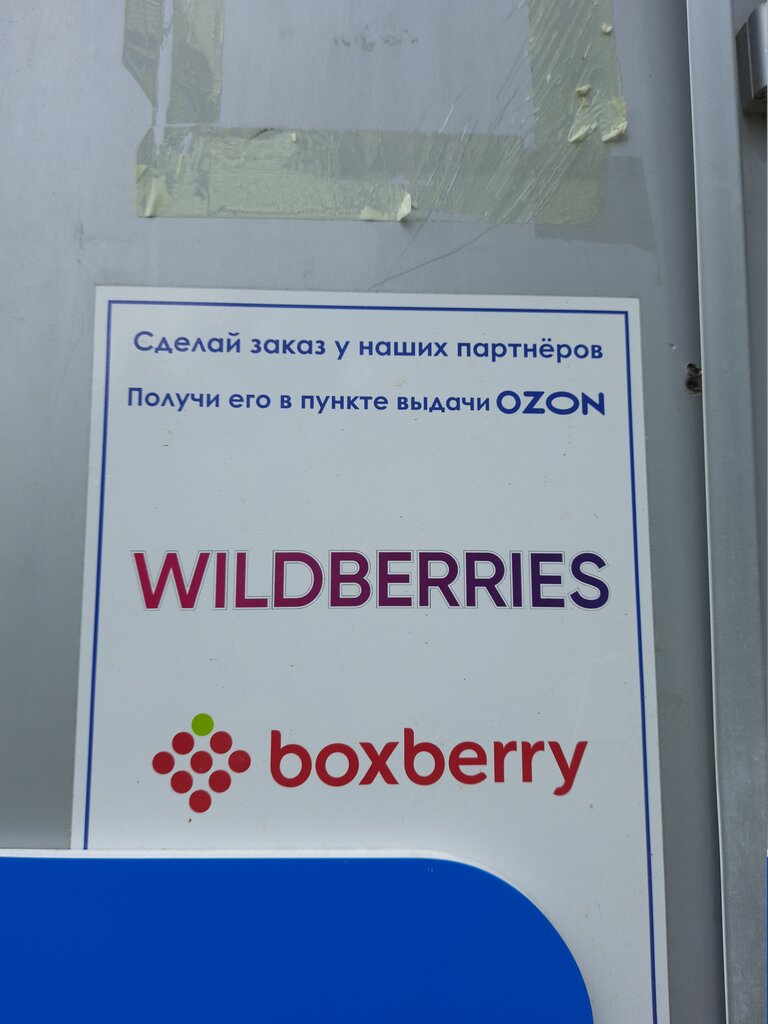 Сделай заказ у наших партнёров
Получи его в пункте выдачи OZON
WILDBERRIES
boxberry